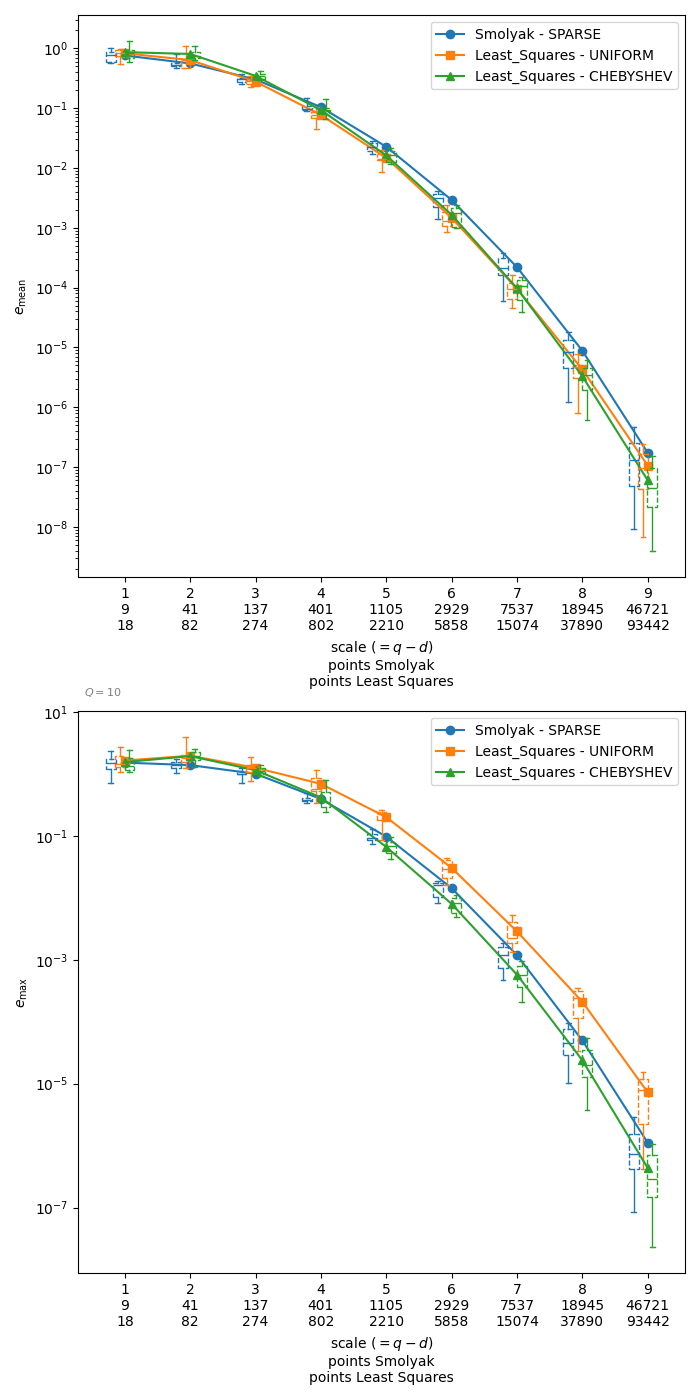 Smolyak - SPARSE
Least_Squares - UNIFORM
Least_Squares - CHEBYSHEV
10⁰
10⁻¹
10⁻²
10⁻³
10⁻⁴
10⁻⁵
10⁻⁶
10⁻⁷
10⁻⁸
e_mean
1 2 3 4 5 6 7 8 9
9 41 137 401 1105 2929 7537 18945 46721
18 82 274 802 2210 5858 15074 37890 93442
scale (= q − d)
points Smolyak
points Least Squares
Q = 10
Smolyak - SPARSE
Least_Squares - UNIFORM
Least_Squares - CHEBYSHEV
10¹
10⁻¹
10⁻³
10⁻⁵
10⁻⁷
e_max
1 2 3 4 5 6 7 8 9
9 41 137 401 1105 2929 7537 18945 46721
18 82 274 802 2210 5858 15074 37890 93442
scale (= q − d)
points Smolyak
points Least Squares